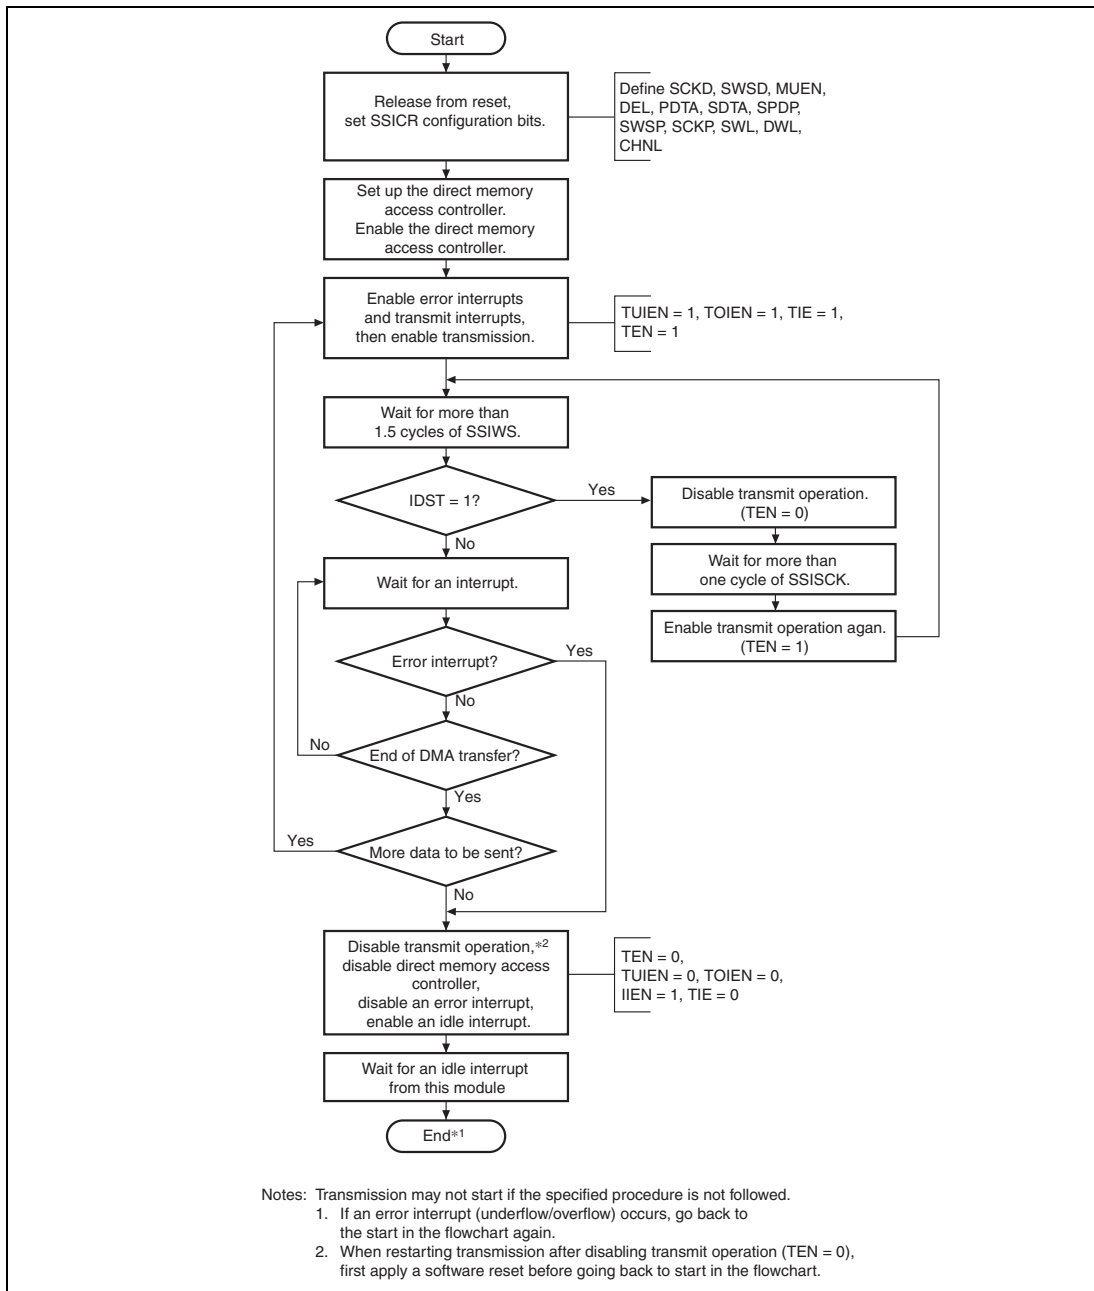 Start
Release from reset,
set SSICR configuration bits.
Define SCKD, SWSD, MUEN,
DEL, PDTA, SDTA, SPDP,
SWSP, SCKP, SWL, DWL,
CHNL
Set up the direct memory
access controller.
Enable the direct memory
access controller.
Enable error interrupts
and transmit interrupts,
then enable transmission.
TUIEN = 1, TOIEN = 1, TIE = 1,
TEN = 1
Wait for more than
1.5 cycles of SSIWS.
IDST = 1?
Yes
Disable transmit operation.
(TEN = 0)
No
Wait for more than
one cycle of SSISCK.
Wait for an interrupt.
Enable transmit operation agan.
(TEN = 1)
Error interrupt?
Yes
No
End of DMA transfer?
No
Yes
More data to be sent?
Yes
No
Disable transmit operation,*2
disable direct memory access
controller,
disable an error interrupt,
enable an idle interrupt.
TEN = 0,
TUIEN = 0, TOIEN = 0,
IIEN = 1, TIE = 0
Wait for an idle interrupt
from this module
End*1
Notes: Transmission may not start if the specified procedure is not followed.
1. If an error interrupt (underflow/overflow) occurs, go back to
the start in the flowchart again.
2. When restarting transmission after disabling transmit operation (TEN = 0),
first apply a software reset before going back to start in the flowchart.